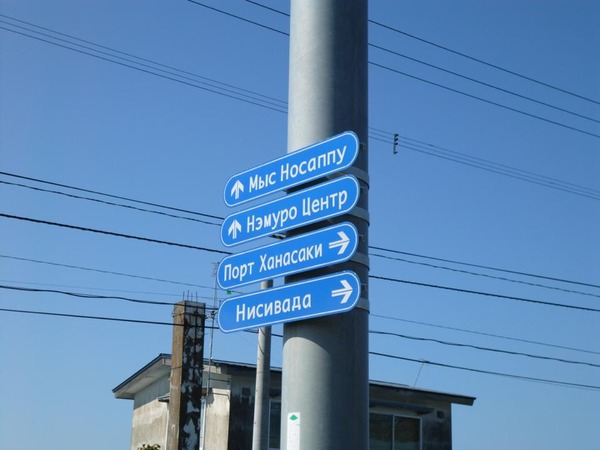 Мыс Носаппу
Нэмуро Центр
Порт Ханасаки
Нисивада